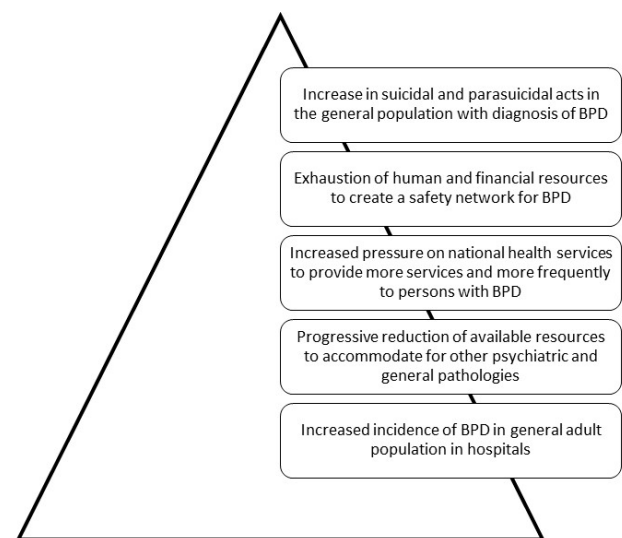 Increase in suicidal and parasuicidal acts in
the general population with diagnosis of BPD
Exhaustion of human and financial resources
to create a safety network for BPD
Increased pressure on national health services
to provide more services and more frequently
to persons with BPD
Progressive reduction of available resources
to accommodate for other psychiatric and
general pathologies
Increased incidence of BPD in general adult
population in hospitals